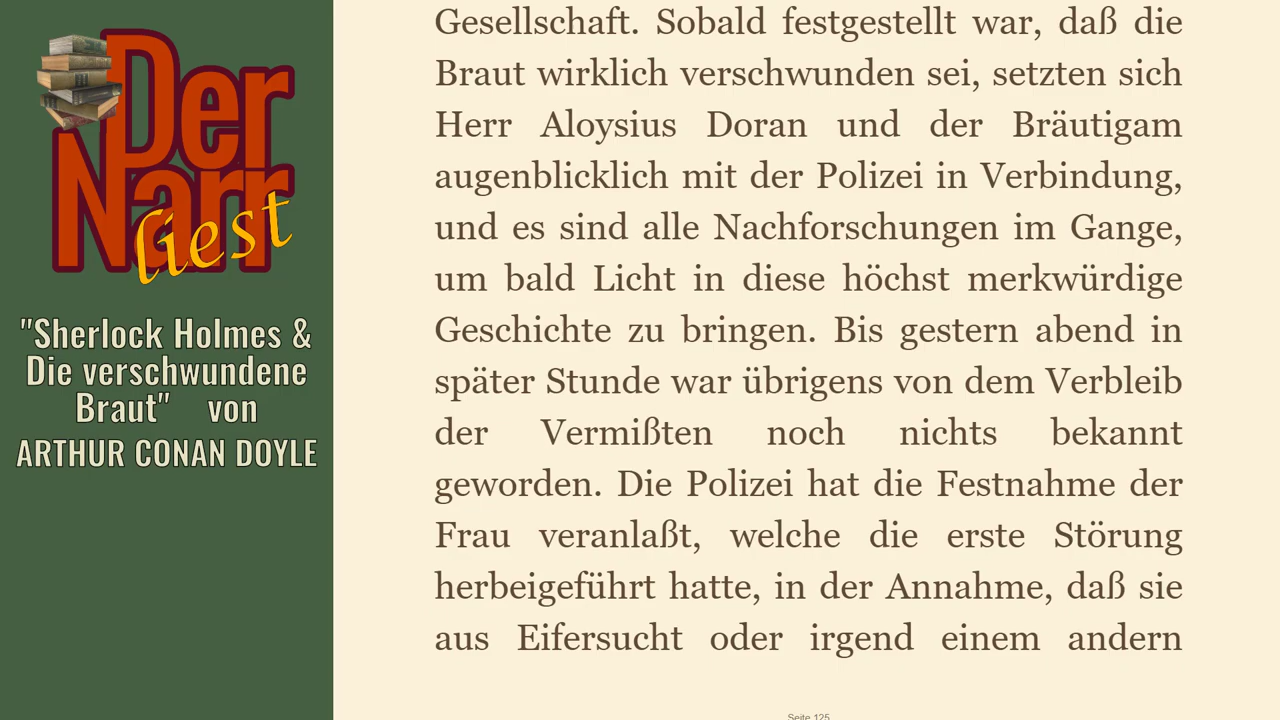 Der
Narr
liest
"Sherlock Holmes &
Die verschwundene
Braut" von
ARTHUR CONAN DOYLE
Gesellschaft. Sobald festgestellt war, daß die
Braut wirklich verschwunden sei, setzten sich
Herr Aloysius Doran und der Bräutigam
augenblicklich mit der Polizei in Verbindung,
und es sind alle Nachforschungen im Gange,
um bald Licht in diese höchst merkwürdige
Geschichte zu bringen. Bis gestern abend in
später Stunde war übrigens von dem Verbleib
der Vermißten noch nichts bekannt
geworden. Die Polizei hat die Festnahme der
Frau veranlaßt, welche die erste Störung
herbeigeführt hatte, in der Annahme, daß sie
aus Eifersucht oder irgend einem andern
Seite 125